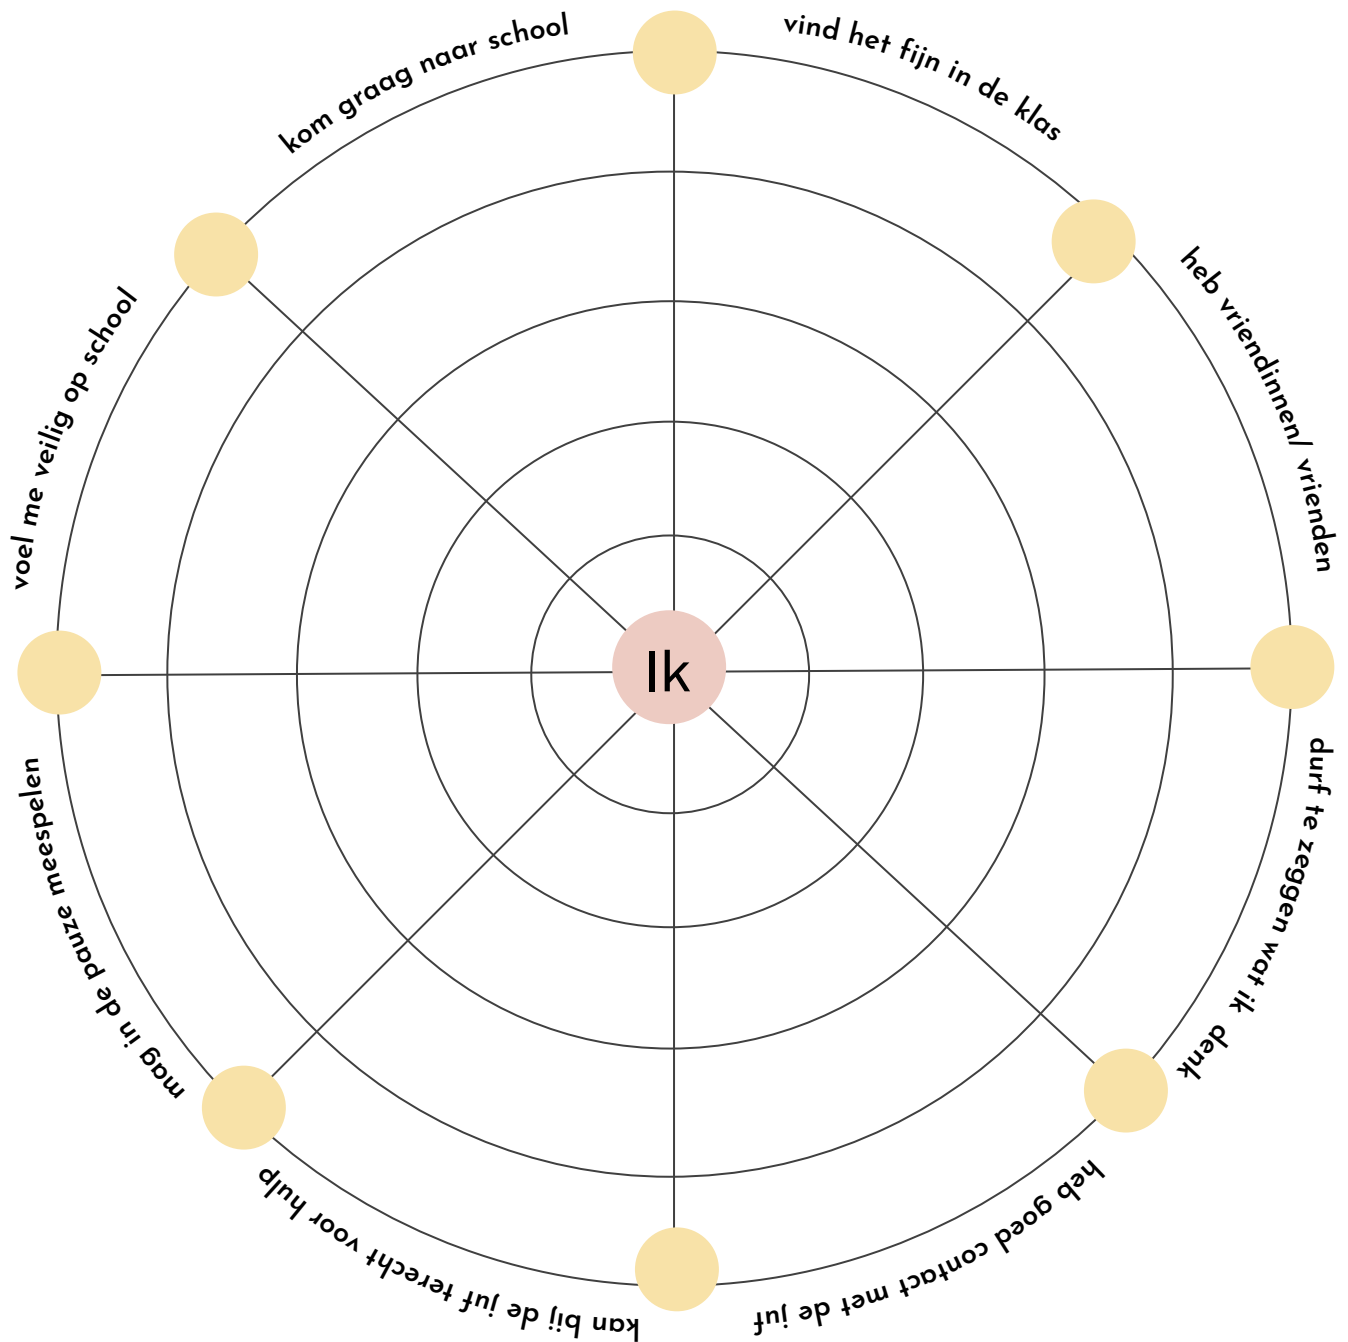 kom graag naar school
vind het fijn in de klas
heb vriendinnen/ vrienden
durf te zeggen wat ik denk
heb goed contact met de juf
kan bij de juf terecht voor hulp
mag in de pauze meespelen
voel me veilig op school
Ik